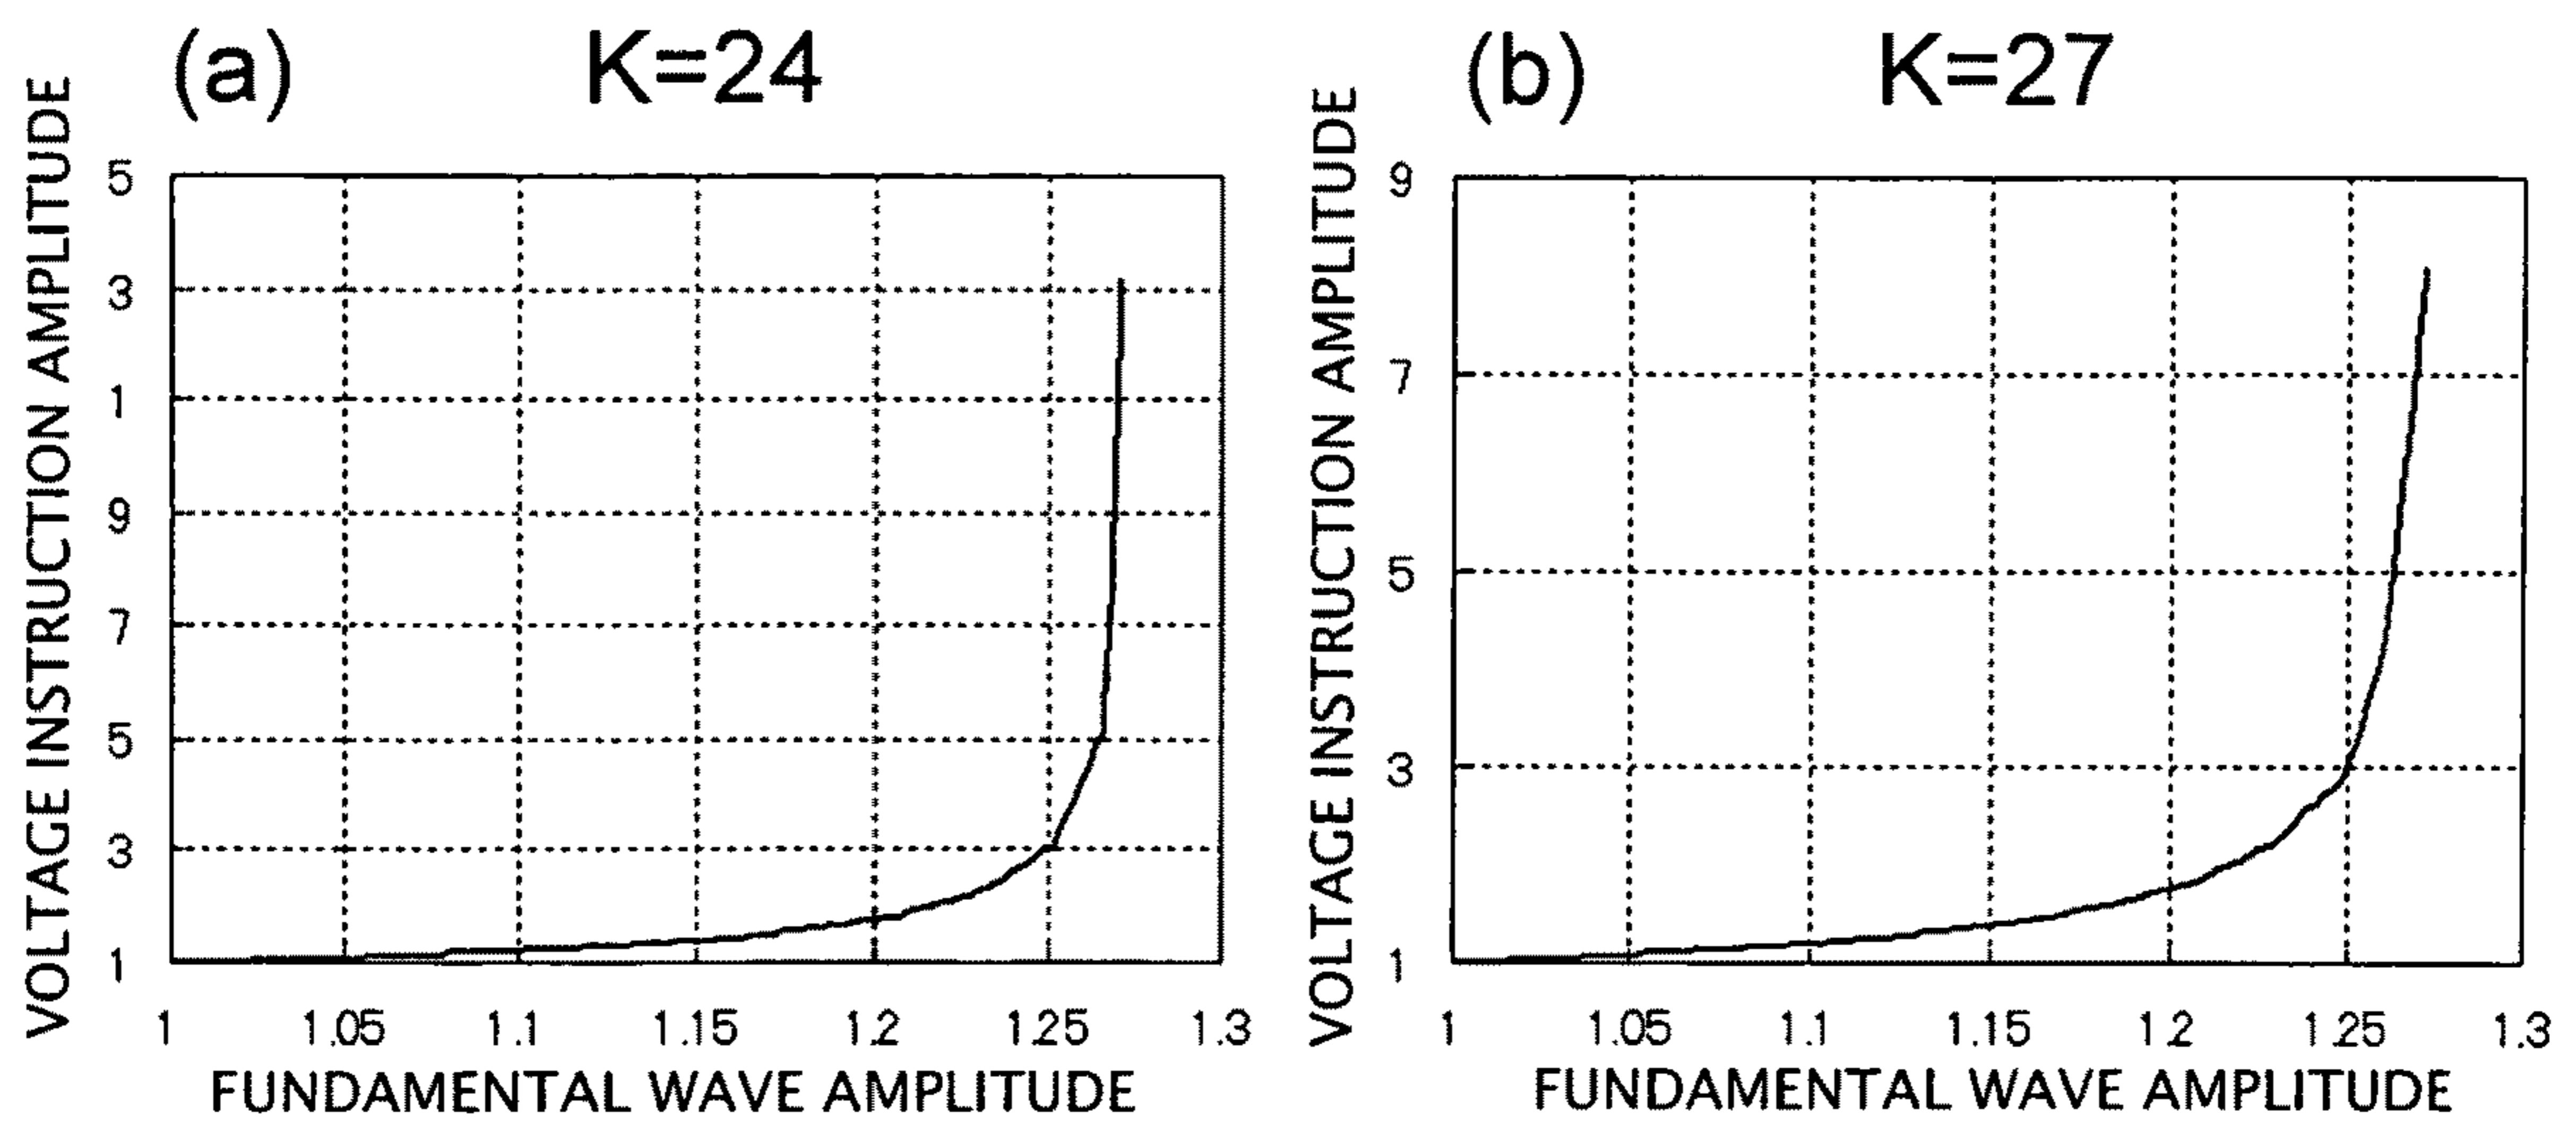 (a) K=24
VOLTAGE INSTRUCTION AMPLITUDE
5
3
1
9
7
5
3
1
1 1.05 1.1 1.15 1.2 1.25 1.3
FUNDAMENTAL WAVE AMPLITUDE
(b) K=27
VOLTAGE INSTRUCTION AMPLITUDE
9
7
5
3
1
1 1.05 1.1 1.15 1.2 1.25 1.3
FUNDAMENTAL WAVE AMPLITUDE